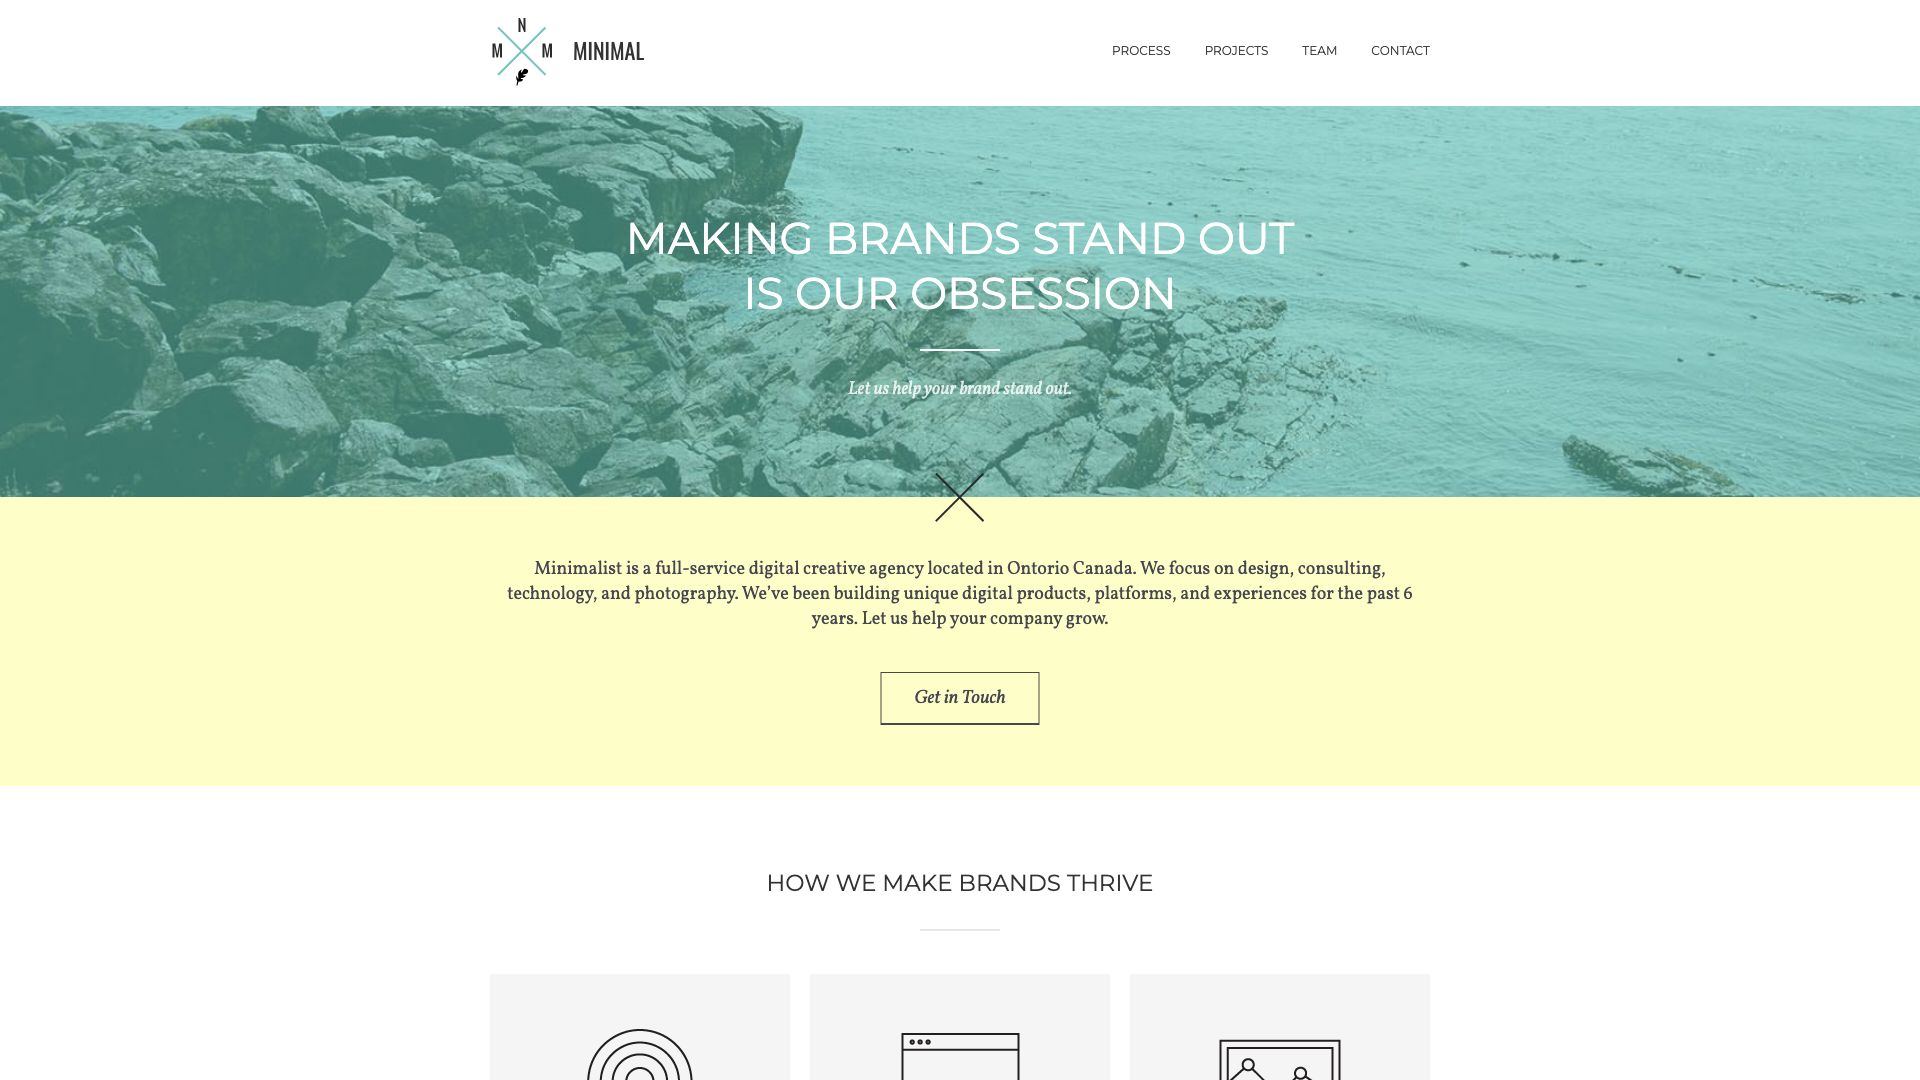 N
M M
MINIMAL
PROCESS PROJECTS TEAM CONTACT
MAKING BRANDS STAND OUT
IS OUR OBSESSION
Let us help your brand stand out.
Minimalist is a full-service digital creative agency located in Ontorio Canada. We focus on design, consulting,
technology, and photography. We've been building unique digital products, platforms, and experiences for the past 6
years. Let us help your company grow.
Get in Touch
HOW WE MAKE BRANDS THRIVE